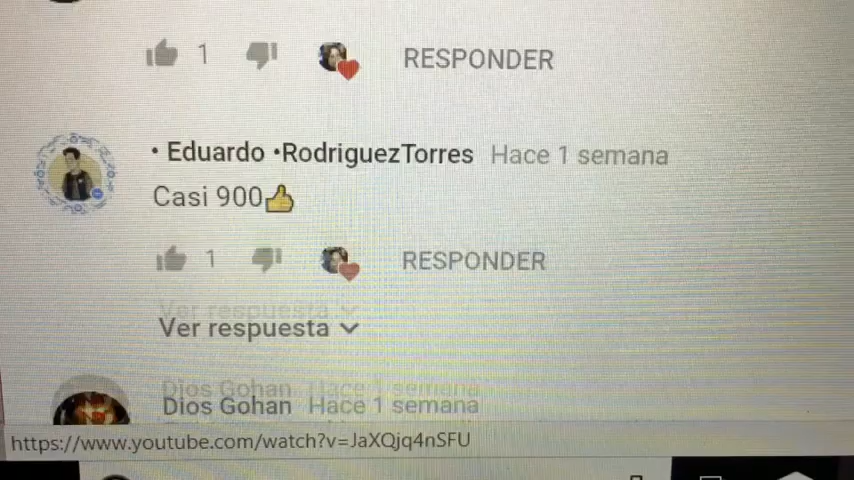 1 RESPONDER
• Eduardo •RodriguezTorres Hace 1 semana
Casi 900👍
1 RESPONDER
Ver respuesta
Dios Gohan Hace 1 semana
https://www.youtube.com/watch?v=JaXQjq4nSFU